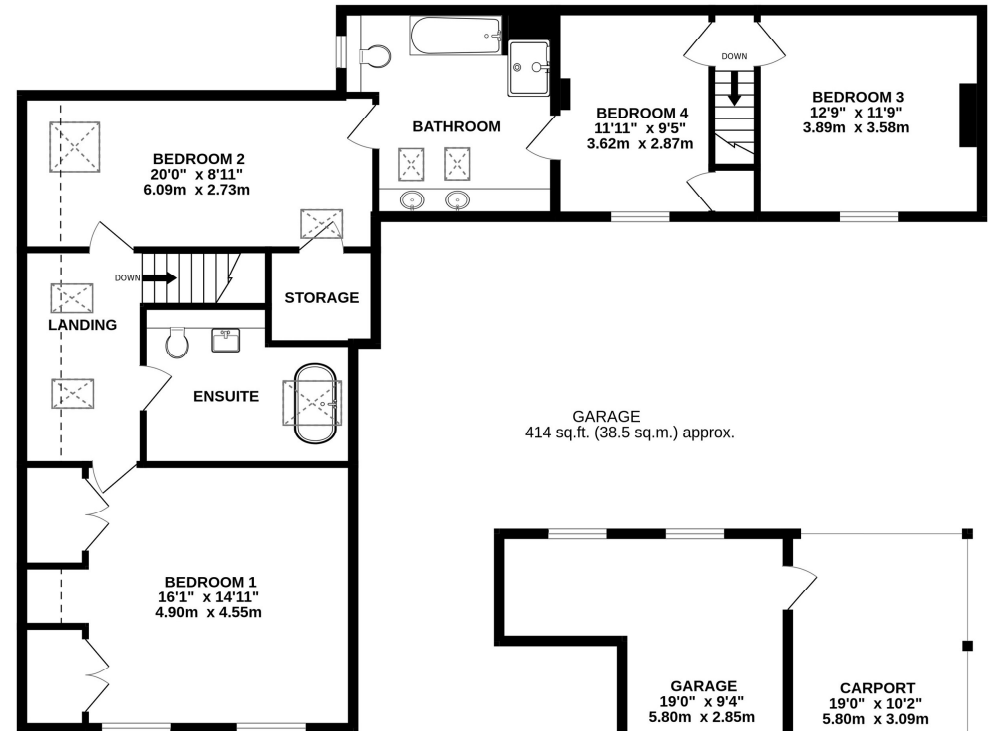 DOWN
BEDROOM 3
12'9" x 11'9"
3.89m x 3.58m
BEDROOM 4
11'11" x 9'5"
3.62m x 2.87m
BATHROOM
BEDROOM 2
20'0" x 8'11"
6.09m x 2.73m
DOWN
STORAGE
LANDING
ENSUITE
GARAGE
414 sq.ft. (38.5 sq.m.) approx.
BEDROOM 1
16'1" x 14'11"
4.90m x 4.55m
GARAGE
19'0" x 9'4"
5.80m x 2.85m
CARPORT
19'0" x 10'2"
5.80m x 3.09m